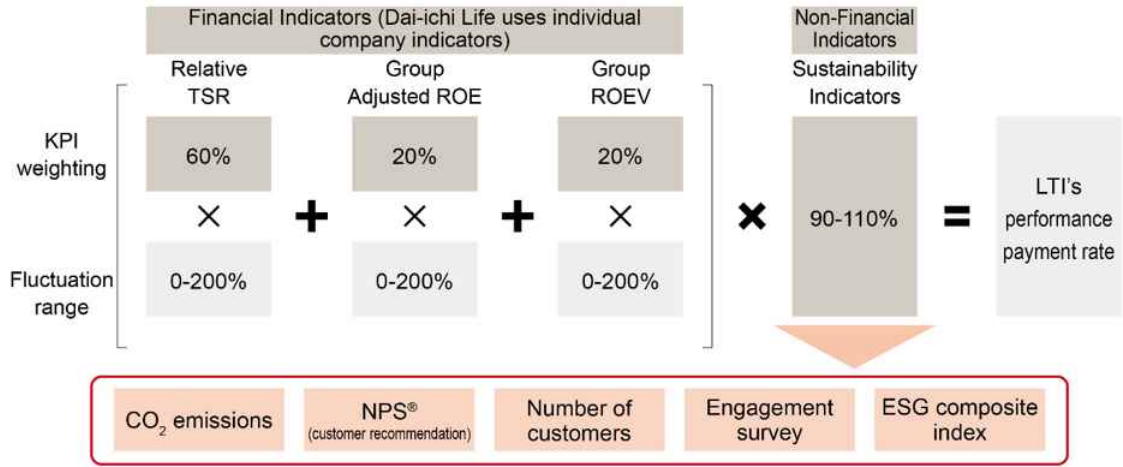 Financial Indicators (Dai-ichi Life uses individual
company indicators)
Non-Financial
Indicators
Relative
TSR
Group
Adjusted ROE
Group
ROEV
Sustainability
Indicators
KPI
weighting
60%
20%
20%
×
+
×
+
×
×
90-110%
=
LTI's
performance
payment rate
Fluctuation
range
0-200%
0-200%
0-200%
CO₂ emissions
NPS®
(customer recommendation)
Number of
customers
Engagement
survey
ESG composite
index